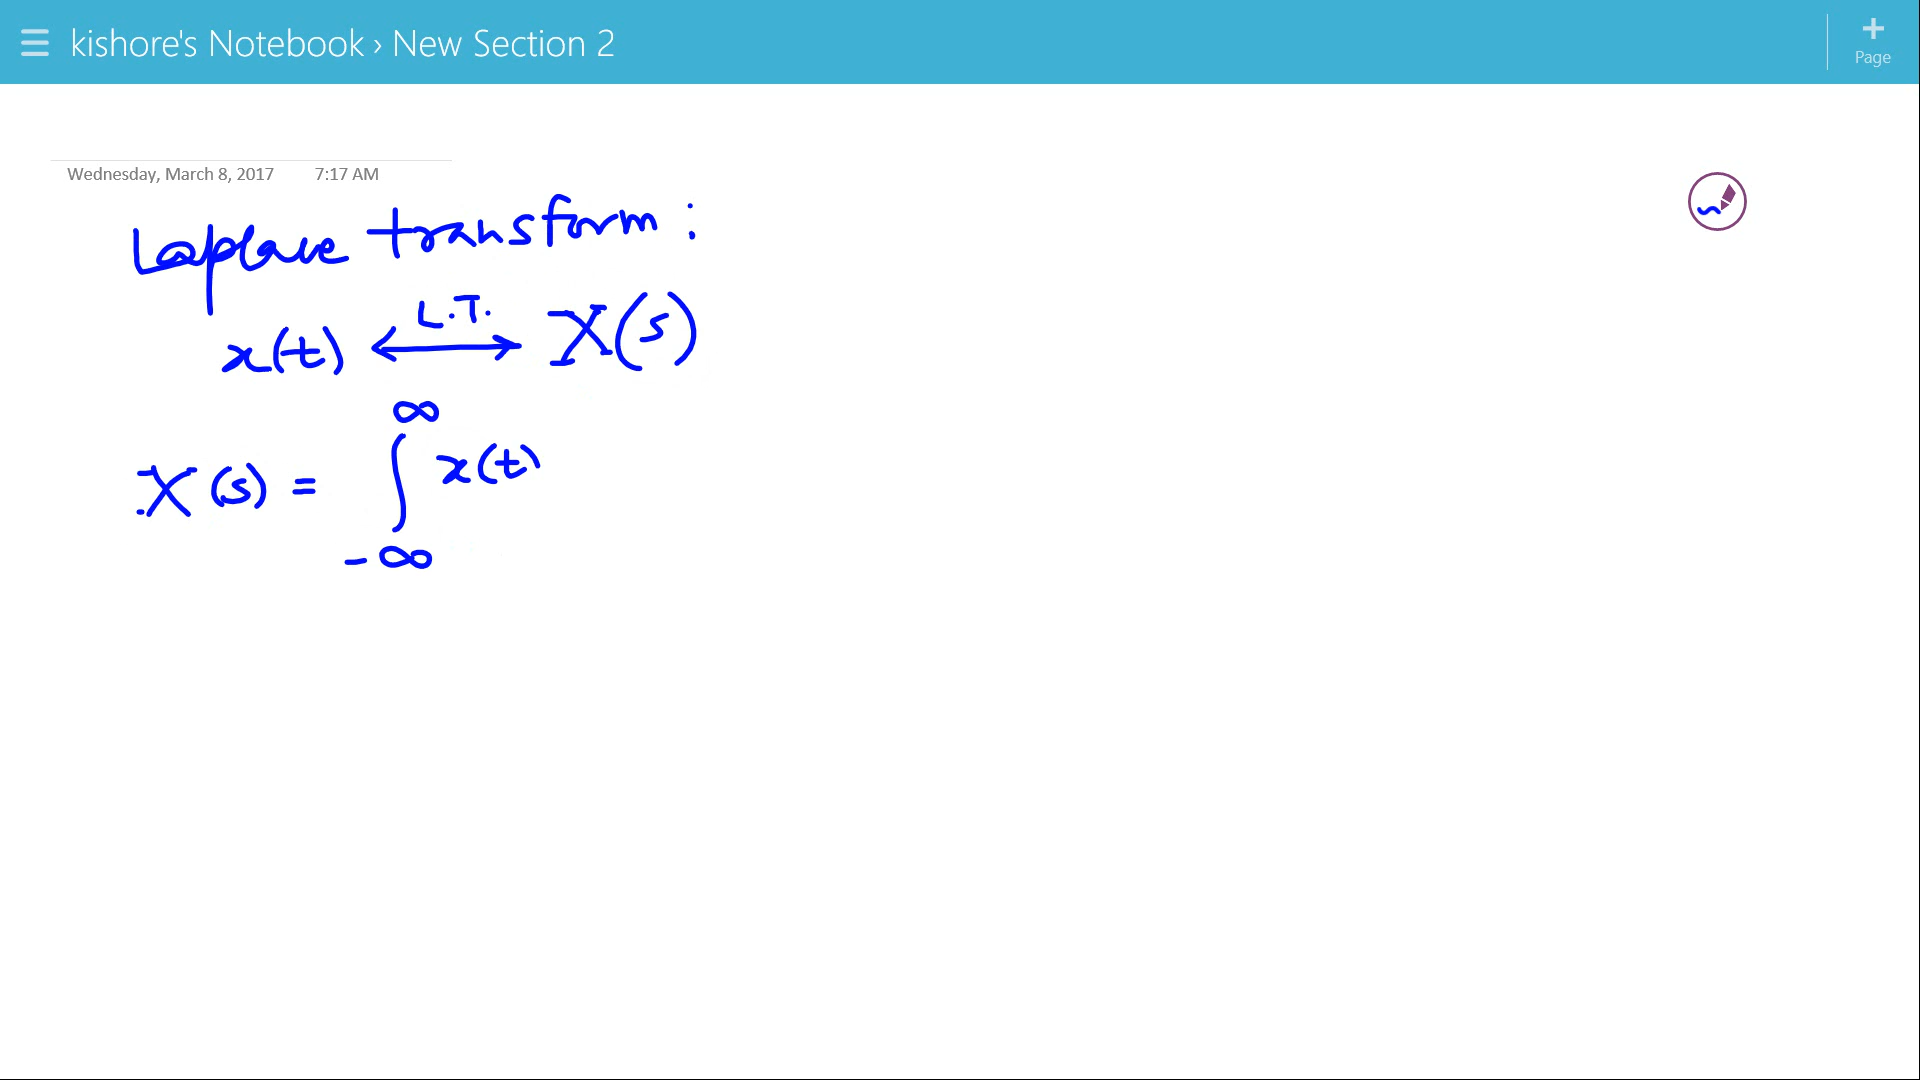 kishore's Notebook › New Section 2
Page
Wednesday, March 8, 2017 7:17 AM
Laplace transform :
x(t) ⟷ L.T. X(s)
X(s) = ∫_{-∞}^{∞} x(t)